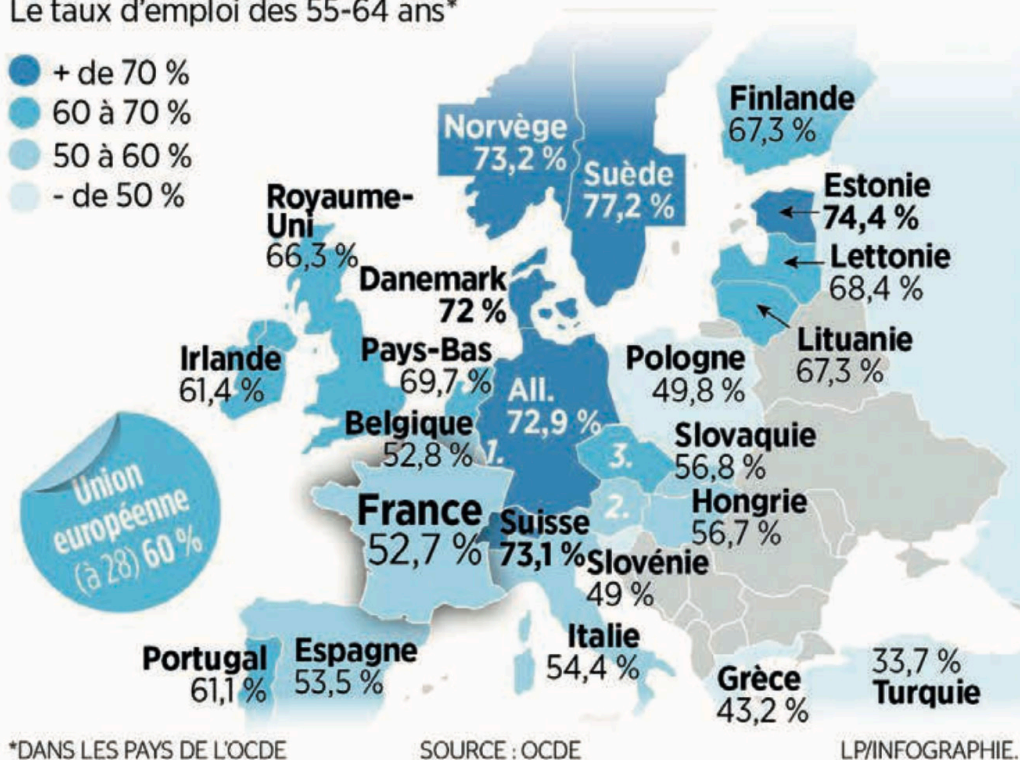 Le taux d'emploi des 55-64 ans*
+ de 70 %
60 à 70 %
50 à 60 %
- de 50 %
Norvège
73,2 %
Suède
77,2 %
Finlande
67,3 %
Estonie
74,4 %
Lettonie
68,4 %
Lituanie
67,3 %
Royaume-
Uni
66,3 %
Danemark
72 %
Irlande
61,4 %
Pays-Bas
69,7 %
All.
72,9 %
Pologne
49,8 %
Belgique
52,8 %
1.
3.
Slovaquie
56,8 %
2.
Hongrie
56,7 %
France
52,7 %
Suisse
73,1 %
Slovénie
49 %
Union
européenne
(à 28) 60 %
Portugal
61,1 %
Espagne
53,5 %
Italie
54,4 %
Grèce
43,2 %
33,7 %
Turquie
*DANS LES PAYS DE L'OCDE
SOURCE : OCDE
LP/INFOGRAPHIE.